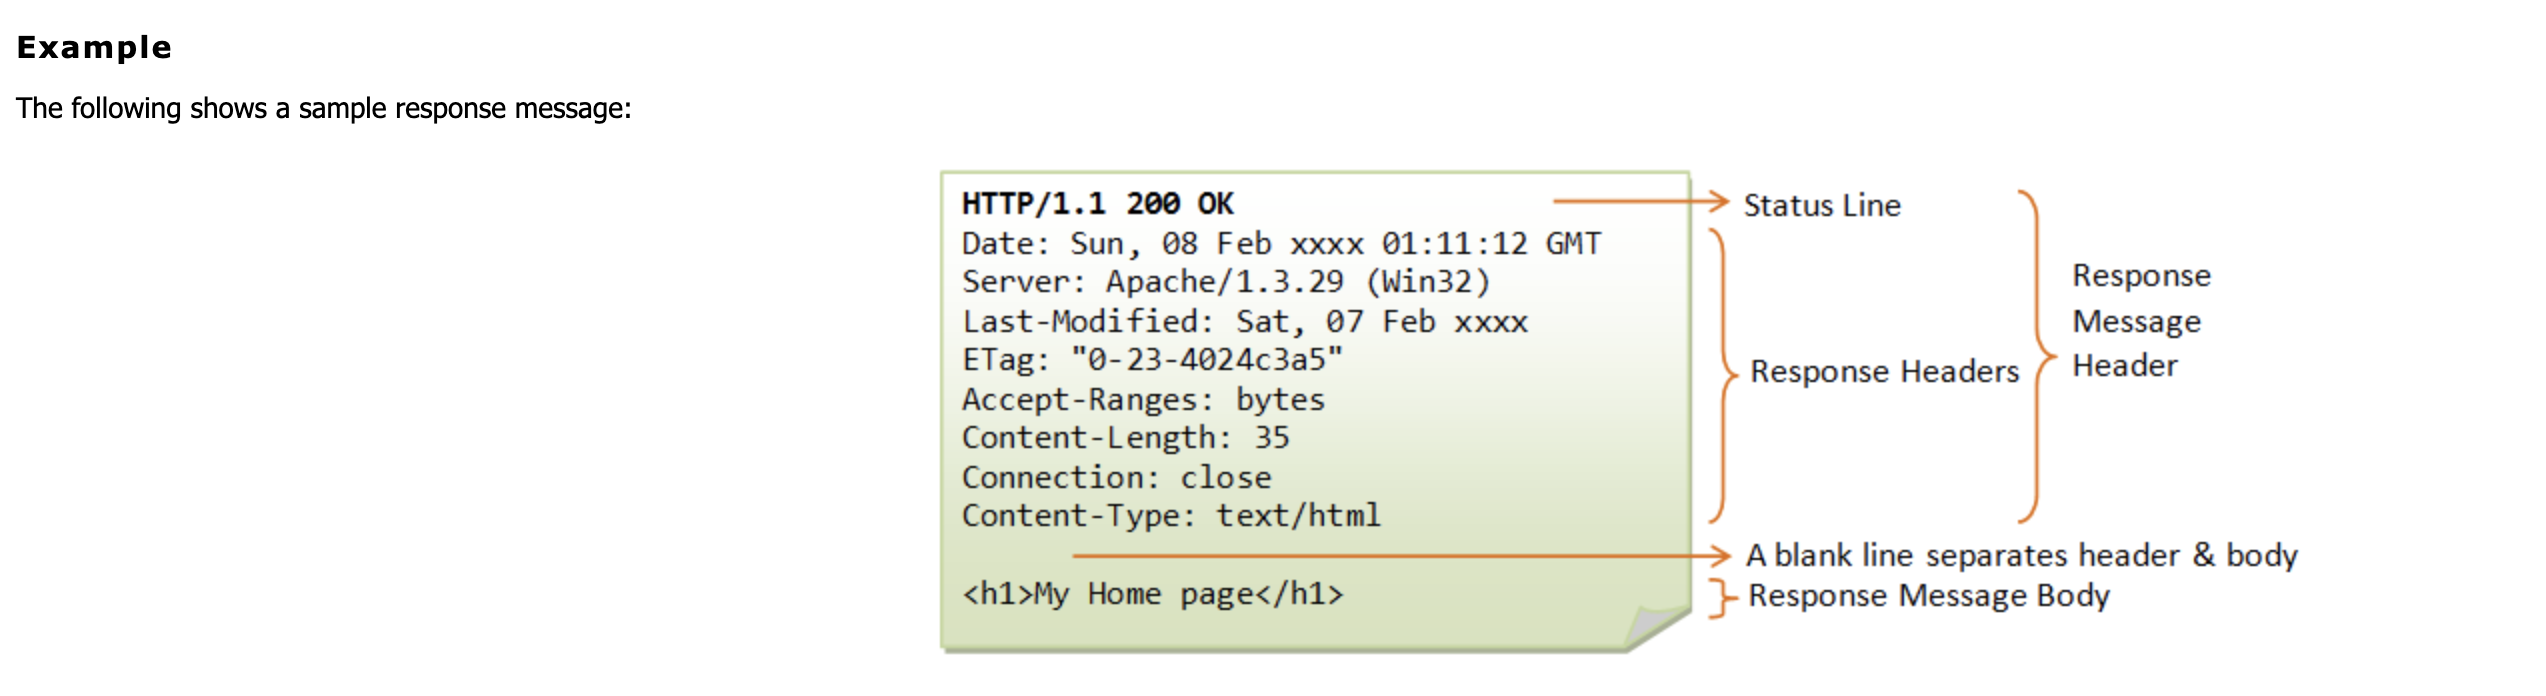 Example
The following shows a sample response message:
HTTP/1.1 200 OK
Date: Sun, 08 Feb xxxx 01:11:12 GMT
Server: Apache/1.3.29 (Win32)
Last-Modified: Sat, 07 Feb xxxx
ETag: "0-23-4024c3a5"
Accept-Ranges: bytes
Content-Length: 35
Connection: close
Content-Type: text/html
<h1>My Home page</h1>
Status Line
Response Headers
Response
Message
Header
A blank line separates header & body
Response Message Body